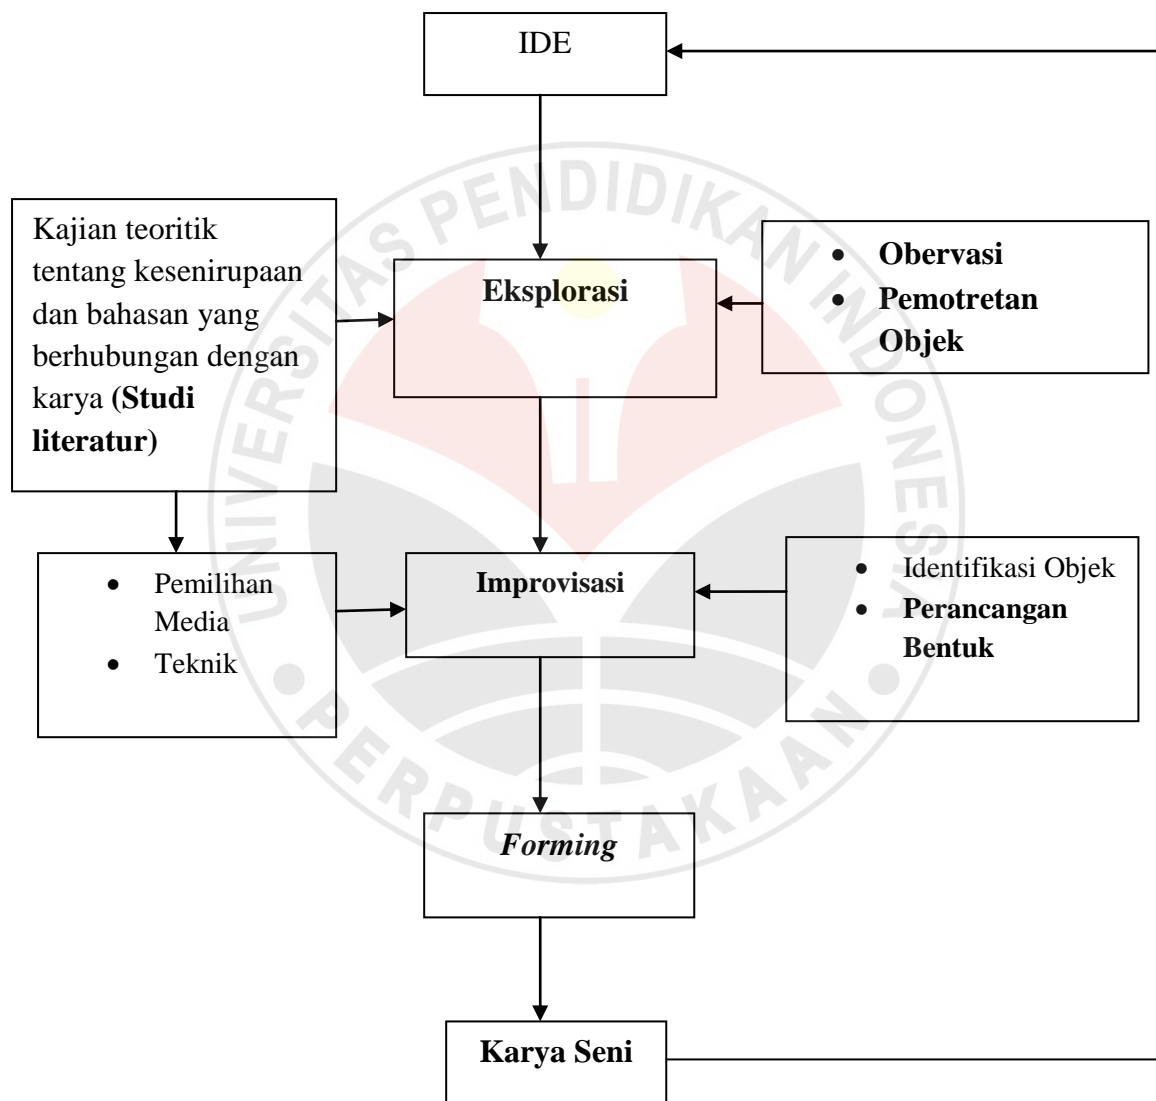 IDE
Kajian teoritik
tentang kesenirupaan
dan bahasan yang
berhubungan dengan
karya (Studi
literatur)
Eksplorasi
• Obervasi
• Pemotretan
Objek
• Pemilihan
Media
• Teknik
Improvisasi
• Identifikasi Objek
• Perancangan
Bentuk
Forming
Karya Seni
UNIVERSITAS PENDIDIKAN INDONESIA
PERPUSTAKAAN